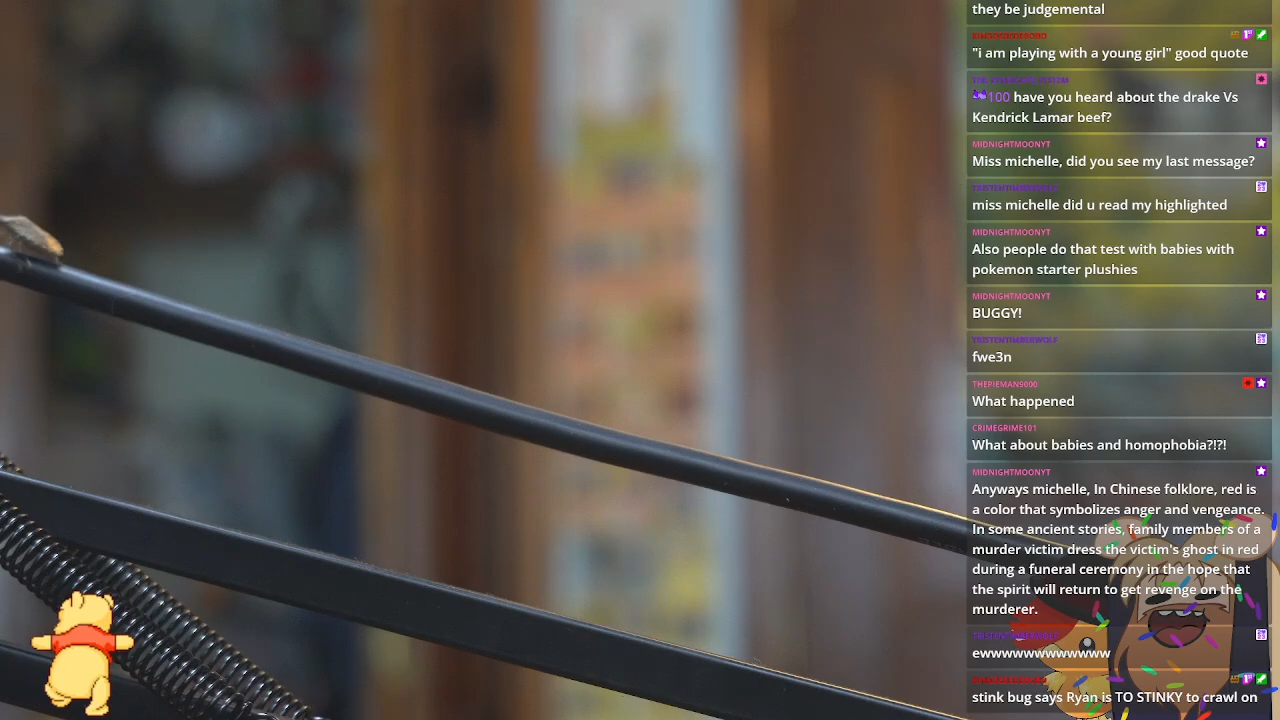 they be judgemental
"i am playing with a young girl" good quote
100 have you heard about the drake Vs
Kendrick Lamar beef?
MIDNIGHTMOONYT
Miss michelle, did you see my last message?
miss michelle did u read my highlighted
MIDNIGHTMOONYT
Also people do that test with babies with
pokemon starter plushies
MIDNIGHTMOONYT
BUGGY!
TRISTENTIMBERWOLF
fwe3n
THEPIEMAN9000
What happened
CRIMEGRIME101
What about babies and homophobia?!?!
MIDNIGHTMOONYT
Anyways michelle, In Chinese folklore, red is
a color that symbolizes anger and vengeance.
In some ancient stories, family members of a
murder victim dress the victim's ghost in red
during a funeral ceremony in the hope that
the spirit will return to get revenge on the
murderer.
TRISTENTIMBERWOLF
ewwwwwwwwwwww
stink bug says Ryan is TO STINKY to crawl on